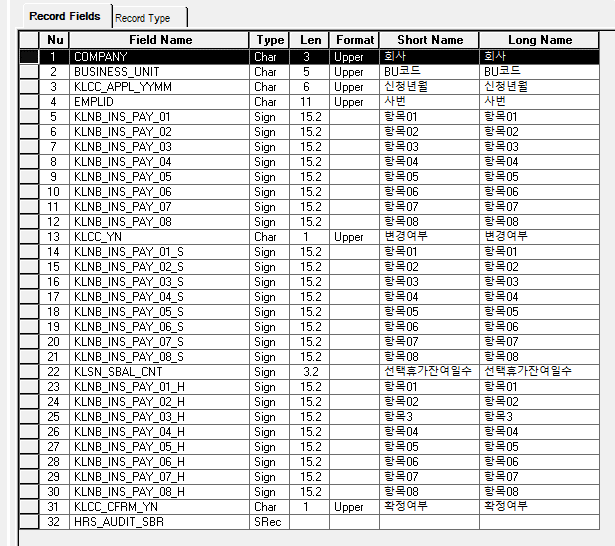 Record Fields Record Type
Nu Field Name Type Len Format Short Name Long Name
1 COMPANY Char 3 Upper 회사 회사
2 BUSINESS_UNIT Char 5 Upper BU코드 BU코드
3 KLCC_APPL_YYMM Char 6 Upper 신청년월 신청년월
4 EMPLID Char 11 Upper 사번 사번
5 KLNB_INS_PAY_01 Sign 15.2 항목01 항목01
6 KLNB_INS_PAY_02 Sign 15.2 항목02 항목02
7 KLNB_INS_PAY_03 Sign 15.2 항목03 항목03
8 KLNB_INS_PAY_04 Sign 15.2 항목04 항목04
9 KLNB_INS_PAY_05 Sign 15.2 항목05 항목05
10 KLNB_INS_PAY_06 Sign 15.2 항목06 항목06
11 KLNB_INS_PAY_07 Sign 15.2 항목07 항목07
12 KLNB_INS_PAY_08 Sign 15.2 항목08 항목08
13 KLCC_YN Char 1 Upper 변경여부 변경여부
14 KLNB_INS_PAY_01_S Sign 15.2 항목01 항목01
15 KLNB_INS_PAY_02_S Sign 15.2 항목02 항목02
16 KLNB_INS_PAY_03_S Sign 15.2 항목03 항목03
17 KLNB_INS_PAY_04_S Sign 15.2 항목04 항목04
18 KLNB_INS_PAY_05_S Sign 15.2 항목05 항목05
19 KLNB_INS_PAY_06_S Sign 15.2 항목06 항목06
20 KLNB_INS_PAY_07_S Sign 15.2 항목07 항목07
21 KLNB_INS_PAY_08_S Sign 15.2 항목08 항목08
22 KLSN_SBAL_CNT Sign 3.2 선택휴가잔여일수 선택휴가잔여일수
23 KLNB_INS_PAY_01_H Sign 15.2 항목01 항목01
24 KLNB_INS_PAY_02_H Sign 15.2 항목02 항목02
25 KLNB_INS_PAY_03_H Sign 15.2 항목3 항목3
26 KLNB_INS_PAY_04_H Sign 15.2 항목04 항목04
27 KLNB_INS_PAY_05_H Sign 15.2 항목05 항목05
28 KLNB_INS_PAY_06_H Sign 15.2 항목06 항목06
29 KLNB_INS_PAY_07_H Sign 15.2 항목07 항목07
30 KLNB_INS_PAY_08_H Sign 15.2 항목08 항목08
31 KLCC_CFRM_YN Char 1 Upper 확정여부 확정여부
32 HRS_AUDIT_SBR SRec